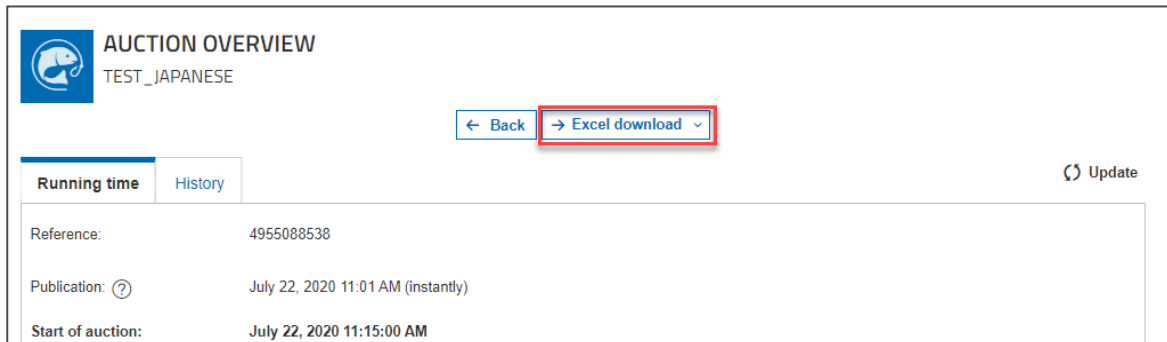 AUCTION OVERVIEW
TEST_JAPANESE
← Back → Excel download
Running time History Update
Reference: 4955088538
Publication: ? July 22, 2020 11:01 AM (instantly)
Start of auction: July 22, 2020 11:15:00 AM